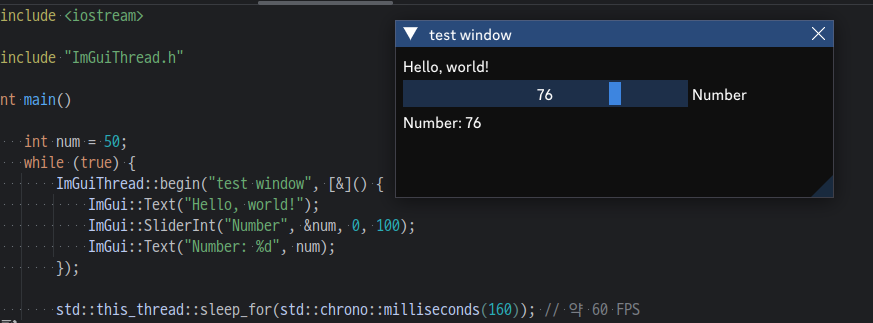 include <iostream>
include "ImGuiThread.h"
nt main()
int num = 50;
while (true) {
ImGuiThread::begin("test window", [&]() {
ImGui::Text("Hello, world!");
ImGui::SliderInt("Number", &num, 0, 100);
ImGui::Text("Number: %d", num);
});
std::this_thread::sleep_for(std::chrono::milliseconds(160)); // 약 60 FPS
test window
Hello, world!
76 Number
Number: 76